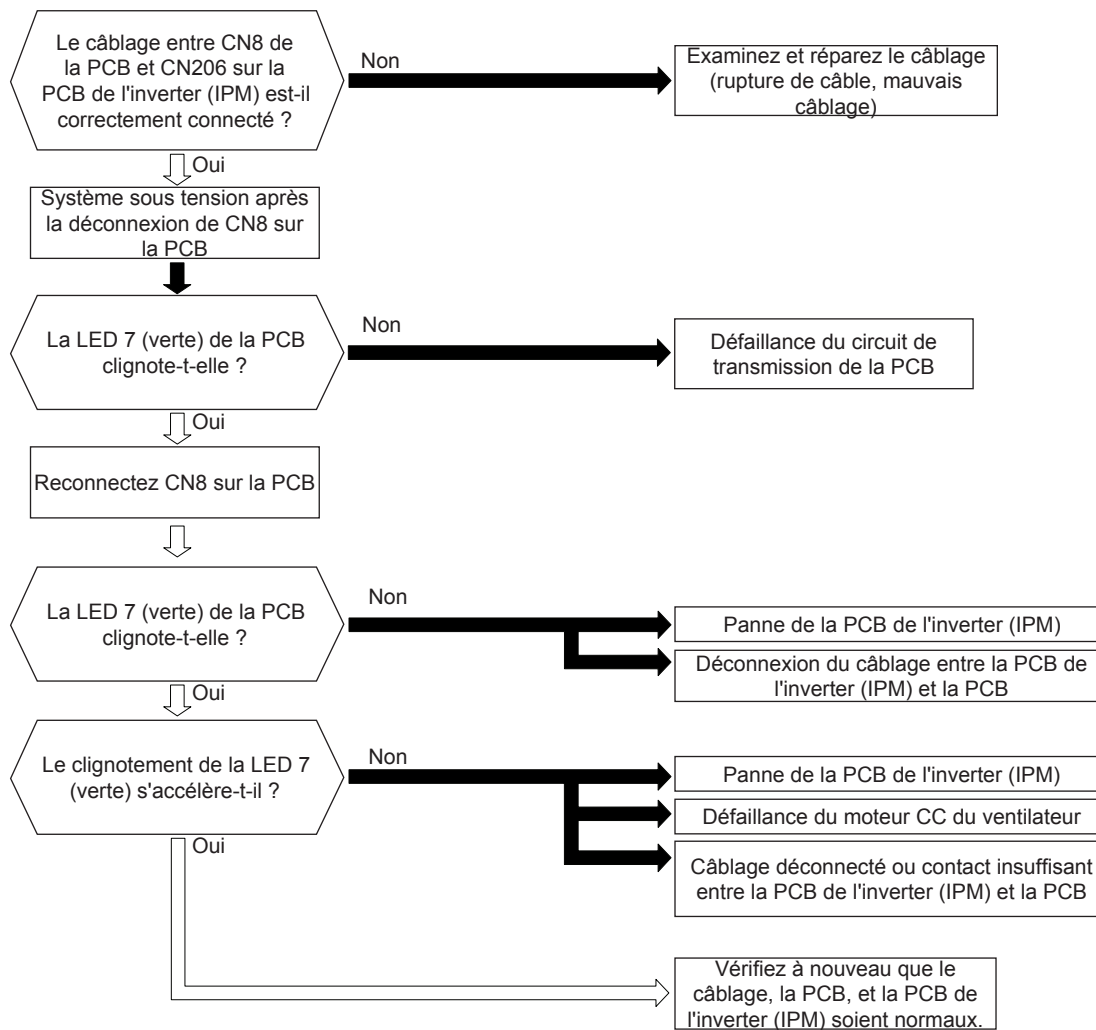 Le câblage entre CN8 de
la PCB et CN206 sur la
PCB de l'inverter (IPM) est-il
correctement connecté ?
Non
Examinez et réparez le câblage
(rupture de câble, mauvais
câblage)
Oui
Système sous tension après
la déconnexion de CN8 sur
la PCB
La LED 7 (verte) de la PCB
clignote-t-elle ?
Non
Défaillance du circuit de
transmission de la PCB
Oui
Reconnectez CN8 sur la PCB
La LED 7 (verte) de la PCB
clignote-t-elle ?
Non
Panne de la PCB de l'inverter (IPM)
Déconnexion du câblage entre la PCB de
l'inverter (IPM) et la PCB
Oui
Le clignotement de la LED 7
(verte) s'accélère-t-il ?
Non
Panne de la PCB de l'inverter (IPM)
Défaillance du moteur CC du ventilateur
Câblage déconnecté ou contact insuffisant
entre la PCB de l'inverter (IPM) et la PCB
Oui
Vérifiez à nouveau que le
câblage, la PCB, et la PCB de
l'inverter (IPM) soient normaux.